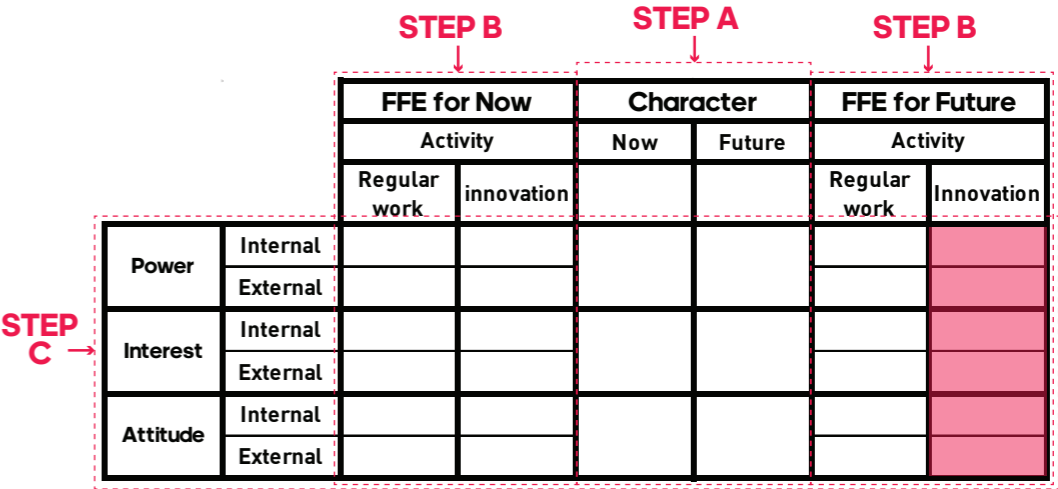 STEP B
STEP A
STEP B
FFE for Now
Character
FFE for Future
Activity
Now
Future
Activity
Regular
work
innovation
Regular
work
Innovation
Power
Internal
External
STEP
C
Interest
Internal
External
Attitude
Internal
External